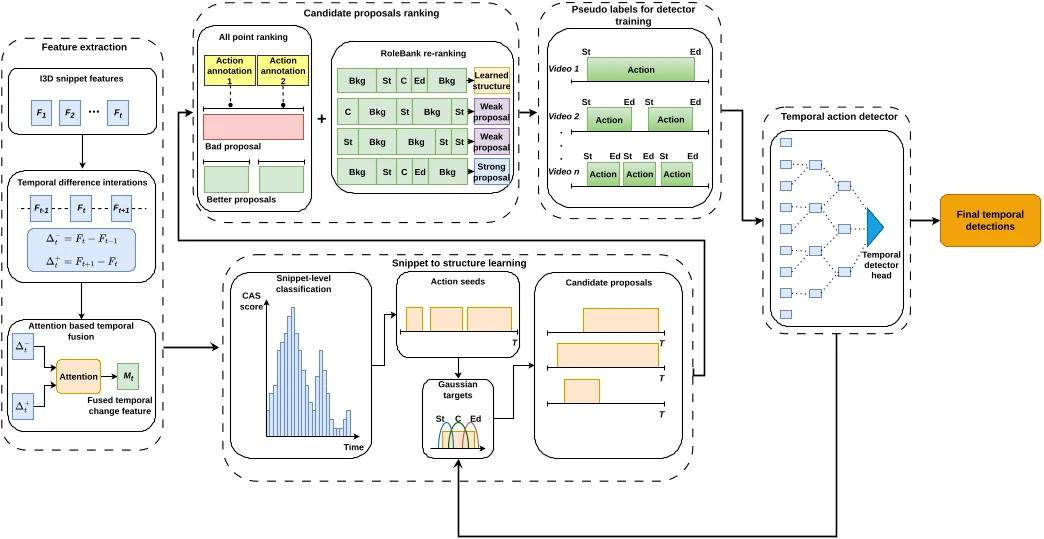 Feature extraction
I3D snippet features
F1 F2 ... Ft
Temporal difference interations
Ft-1 Ft Ft+1
Δt− = Ft − Ft−1
Δt+ = Ft+1 − Ft
Attention based temporal
fusion
Δt−
Δt+
Attention
Mt
Fused temporal
change feature
Candidate proposals ranking
All point ranking
Action
annotation
1
Action
annotation
2
Bad proposal
Better proposals
+
RoleBank re-ranking
Bkg St C Ed Bkg
Learned
structure
C Bkg St Bkg St
Weak
proposal
St Bkg Bkg St St
Weak
proposal
Bkg St C Ed Bkg
Strong
proposal
Snippet to structure learning
Snippet-level
classification
CAS
score
Time
Action seeds
T
Gaussian
targets
St C Ed
Candidate proposals
T
T
T
Pseudo labels for detector
training
St Ed
Video 1
Action
St Ed St Ed
Video 2
Action Action
.
.
.
St Ed St Ed St Ed
Video n
Action Action Action
Temporal action detector
Temporal
detector
head
Final temporal
detections